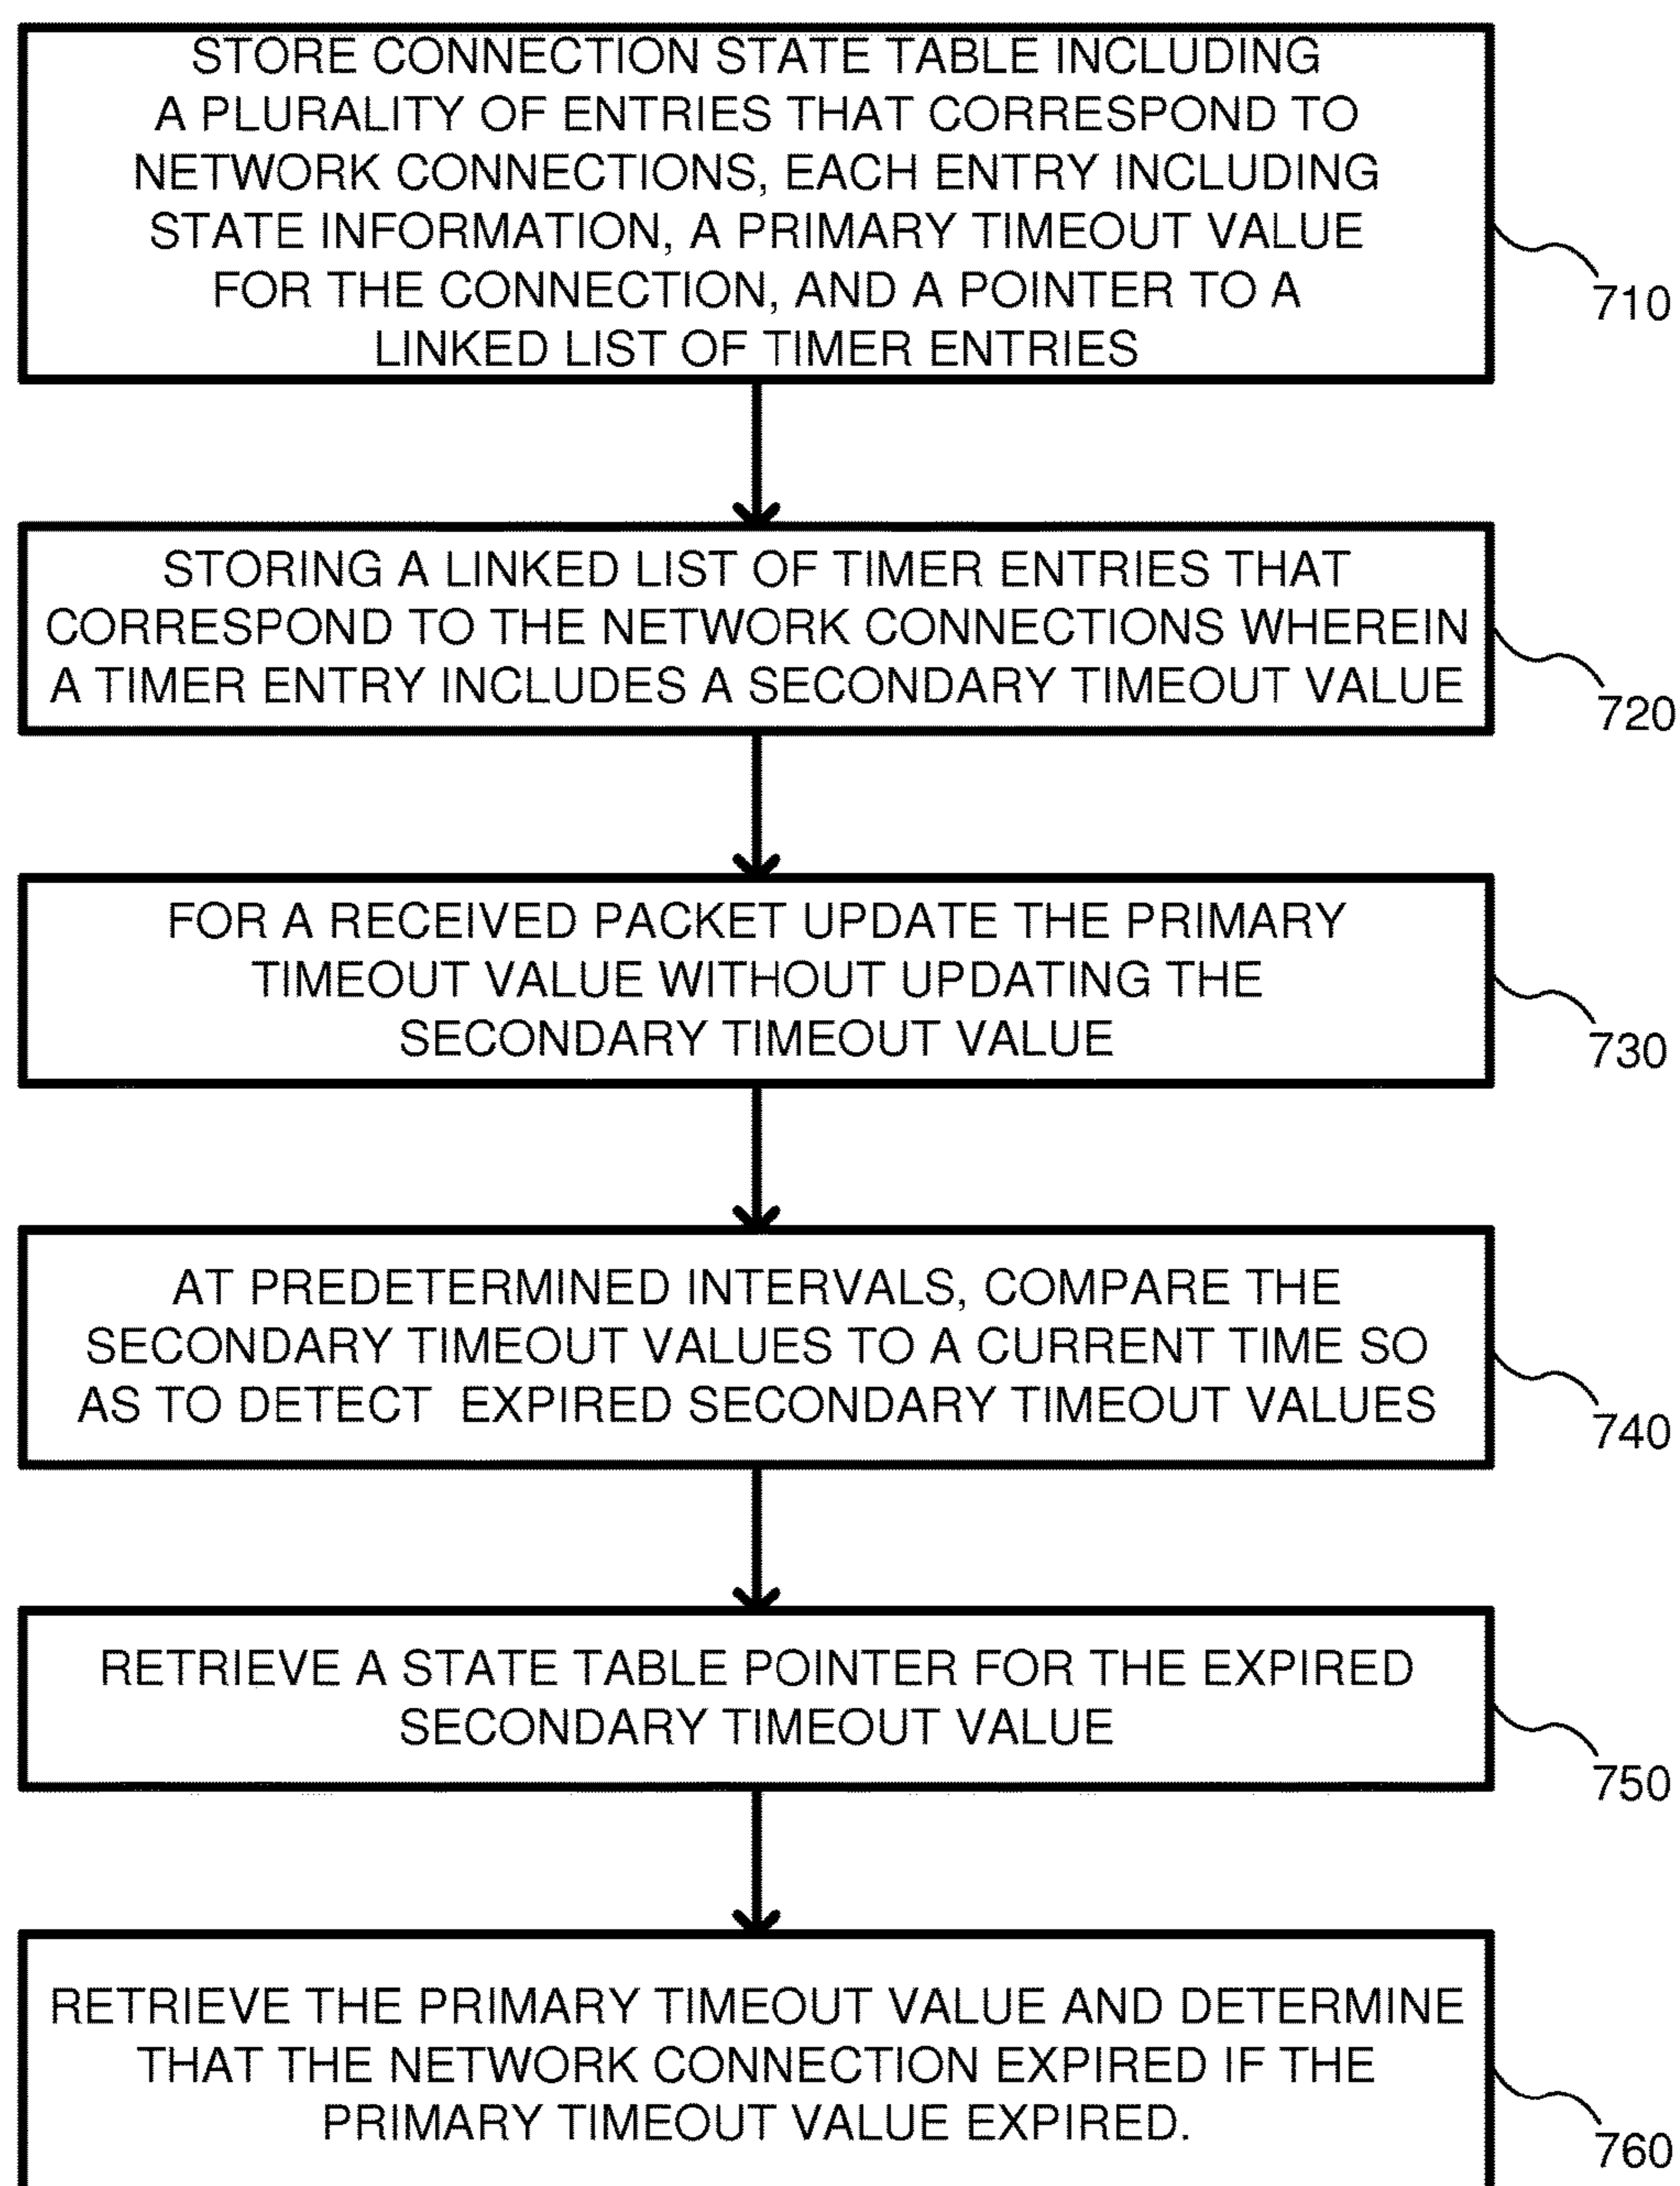 STORE CONNECTION STATE TABLE INCLUDING
A PLURALITY OF ENTRIES THAT CORRESPOND TO
NETWORK CONNECTIONS, EACH ENTRY INCLUDING
STATE INFORMATION, A PRIMARY TIMEOUT VALUE
FOR THE CONNECTION, AND A POINTER TO A
LINKED LIST OF TIMER ENTRIES
710
STORING A LINKED LIST OF TIMER ENTRIES THAT
CORRESPOND TO THE NETWORK CONNECTIONS WHEREIN
A TIMER ENTRY INCLUDES A SECONDARY TIMEOUT VALUE
720
FOR A RECEIVED PACKET UPDATE THE PRIMARY
TIMEOUT VALUE WITHOUT UPDATING THE
SECONDARY TIMEOUT VALUE
730
AT PREDETERMINED INTERVALS, COMPARE THE
SECONDARY TIMEOUT VALUES TO A CURRENT TIME SO
AS TO DETECT EXPIRED SECONDARY TIMEOUT VALUES
740
RETRIEVE A STATE TABLE POINTER FOR THE EXPIRED
SECONDARY TIMEOUT VALUE
750
RETRIEVE THE PRIMARY TIMEOUT VALUE AND DETERMINE
THAT THE NETWORK CONNECTION EXPIRED IF THE
PRIMARY TIMEOUT VALUE EXPIRED.
760